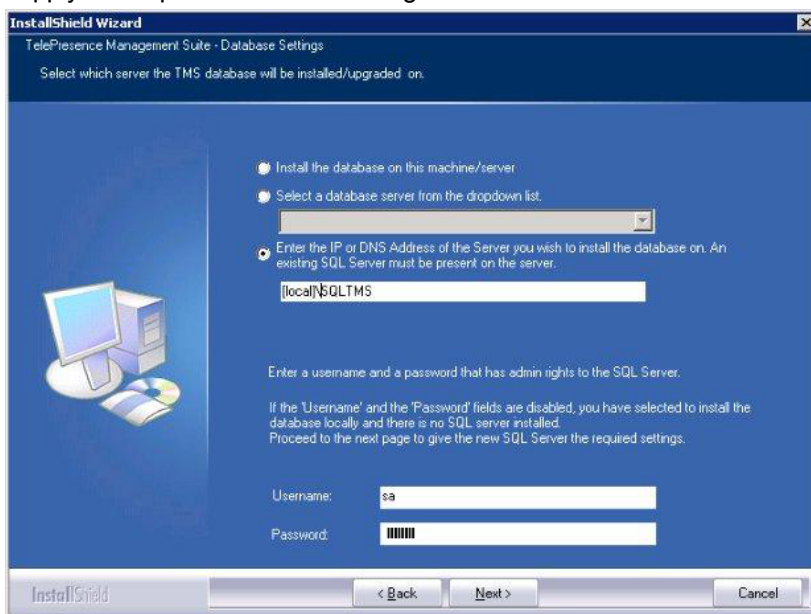 InstallShield Wizard
TelePresence Management Suite - Database Settings
Select which server the TMS database will be installed/upgraded on.
Install the database on this machine/server
Select a database server from the dropdown list.
Enter the IP or DNS Address of the Server you wish to install the database on. An
existing SQL Server must be present on the server.
(local)\SQLTMS
Enter a username and a password that has admin rights to the SQL Server.
If the 'Username' and the 'Password' fields are disabled, you have selected to install the
database locally and there is no SQL server installed.
Proceed to the next page to give the new SQL Server the required settings.
Username: sa
Password:
InstallShield < Back Next > Cancel